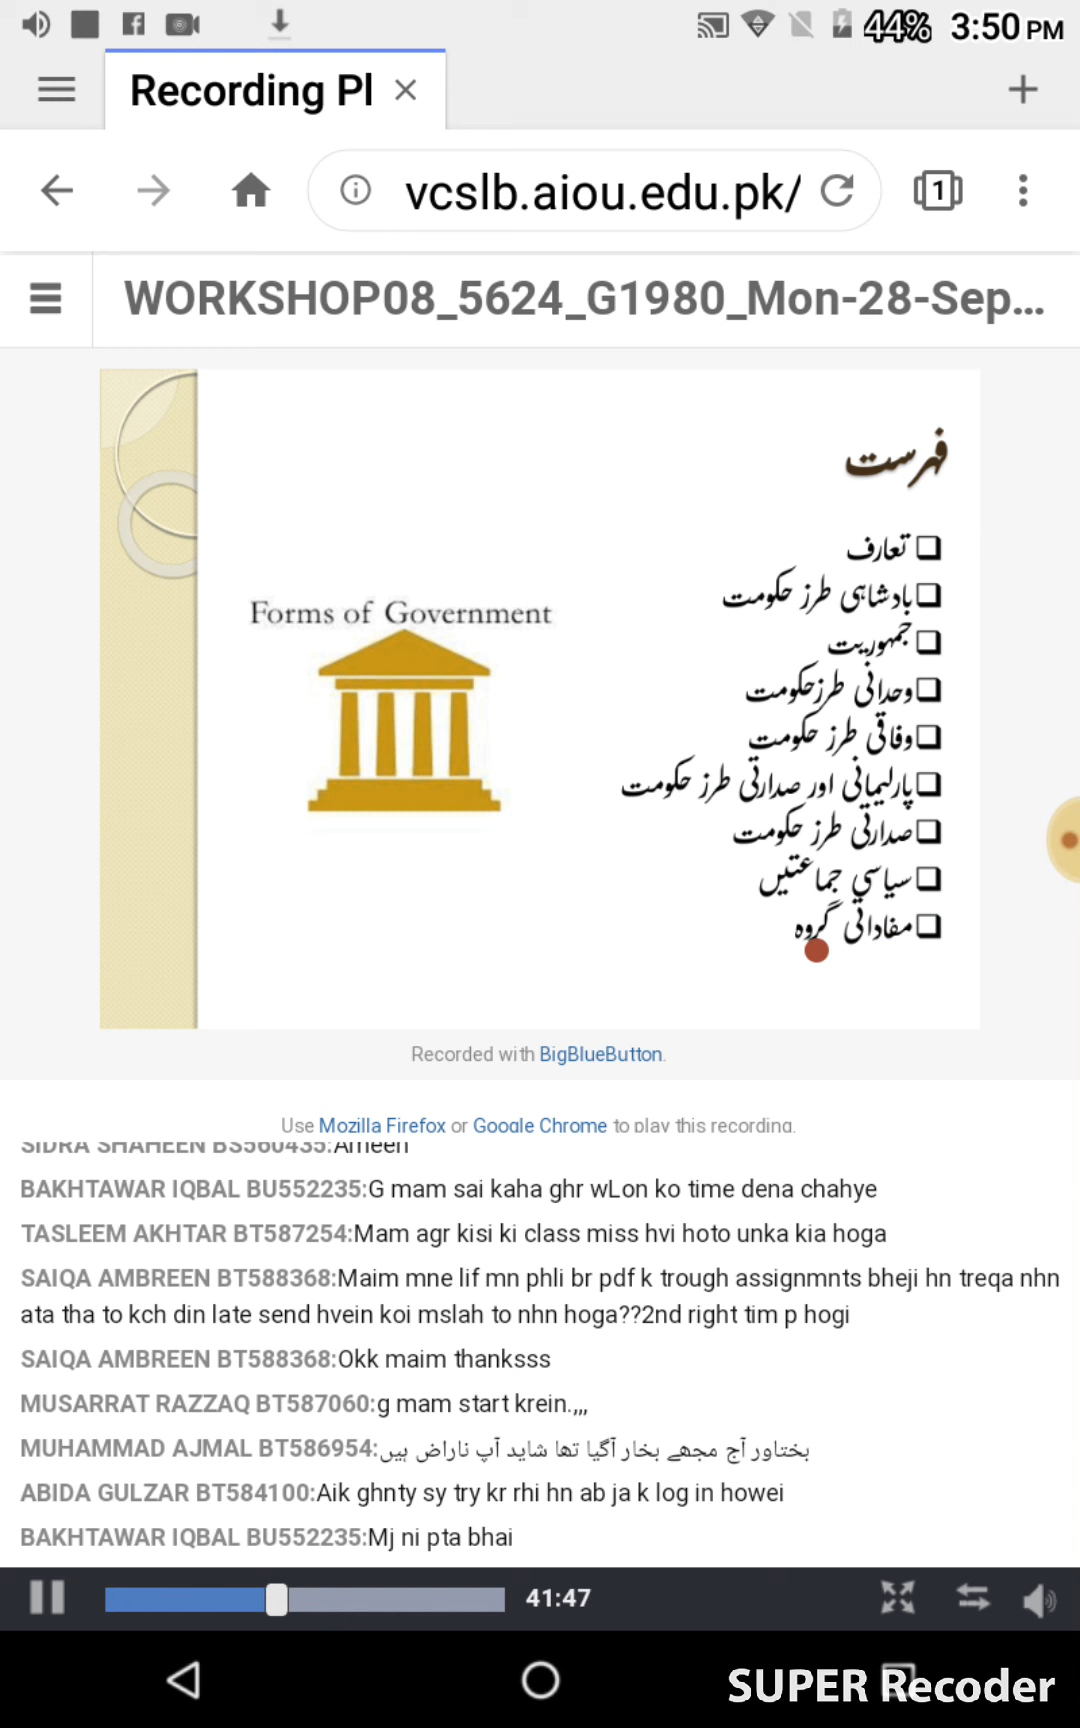 44% 3:50 PM
Recording Pl
vcslb.aiou.edu.pk/
1
WORKSHOP08_5624_G1980_Mon-28-Sep...
فہرست
تعارف
بادشاہی طرز حکومت
جمہوریت
Forms of Government
وحدانی طرزحکومت
وفاقی طرز حکومت
پارلیمانی اور صدارتی طرز حکومت
صدارتی طرز حکومت
سیاسی جماعتیں
مفاداتی گروہ
Recorded with BigBlueButton.
Use Mozilla Firefox or Google Chrome to play this recording.
SIDRA SHAHEEN BS560435:Ameen
BAKHTAWAR IQBAL BU552235:G mam sai kaha ghr wLon ko time dena chahye
TASLEEM AKHTAR BT587254:Mam agr kisi ki class miss hvi hoto unka kia hoga
SAIQA AMBREEN BT588368:Maim mne lif mn phli br pdf k trough assignmnts bheji hn treqa nhn
ata tha to kch din late send hvein koi mslah to nhn hoga??2nd right tim p hogi
SAIQA AMBREEN BT588368:Okk maim thanksss
MUSARRAT RAZZAQ BT587060:g mam start krein.,,,
MUHAMMAD AJMAL BT586954:بختاور آج مجھے بخار آگیا تھا شاید آپ ناراض ہیں
ABIDA GULZAR BT584100:Aik ghnty sy try kr rhi hn ab ja k log in howei
BAKHTAWAR IQBAL BU552235:Mj ni pta bhai
41:47
SUPER Recoder